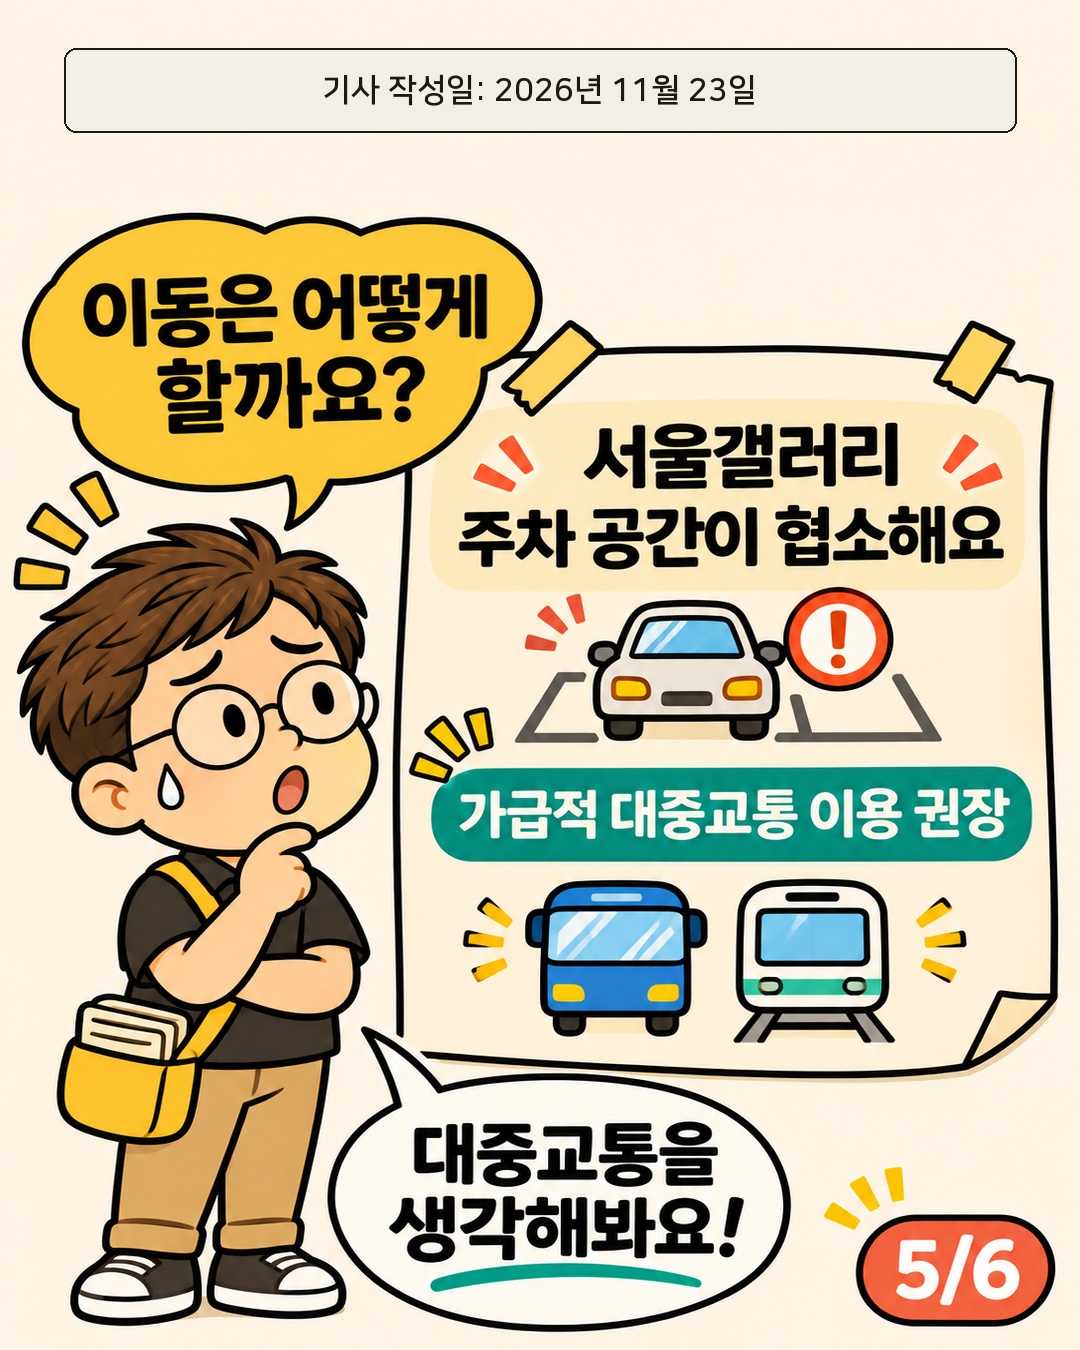 기사 작성일: 2026년 11월 23일
이동은 어떻게
할까요?
서울갤러리
주차 공간이 협소해요
가급적 대중교통 이용 권장
대중교통을
생각해봐요!
5/6